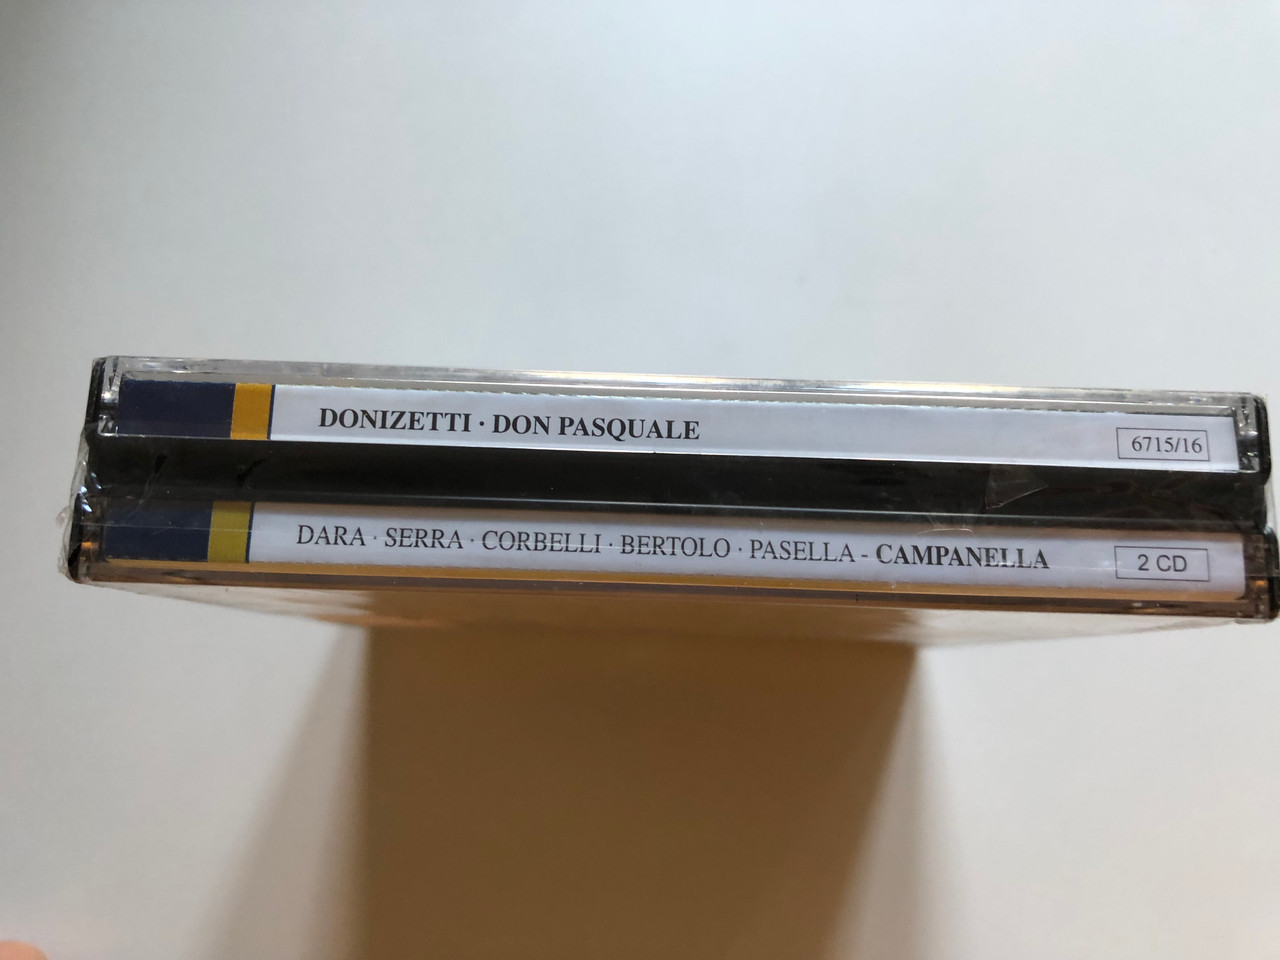 DONIZETTI · DON PASQUALE 6715/16
DARA · SERRA · CORBELLI · BERTOLO · PASELLA - CAMPANELLA 2 CD